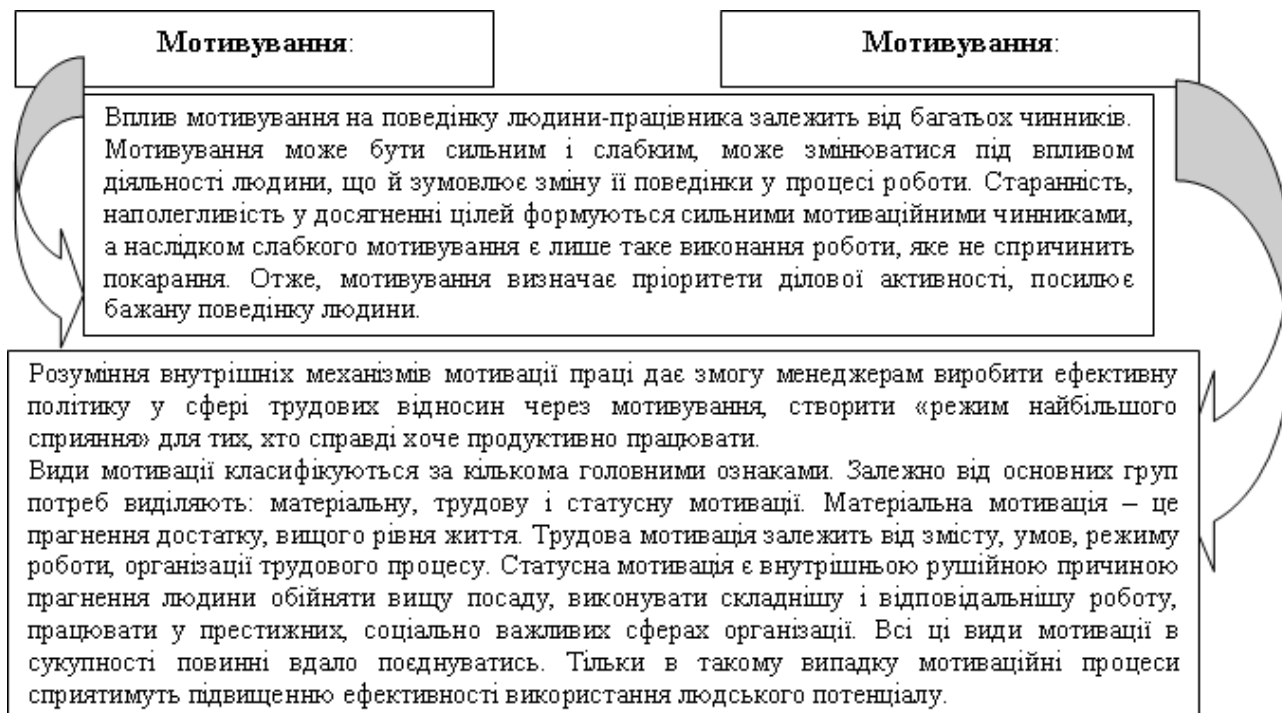 Мотивування:
Мотивування:
Вплив мотивування на поведінку людини-працівника залежить від багатьох чинників.
Мотивування може бути сильним і слабким, може змінюватися під впливом
діяльності людини, що й зумовлює зміну її поведінки у процесі роботи. Старанність,
наполегливість у досягненні цілей формуються сильними мотиваційними чинниками,
а наслідком слабкого мотивування є лише таке виконання роботи, яке не спричинить
покарання. Отже, мотивування визначає пріоритети ділової активності, посилює
бажану поведінку людини.
Розуміння внутрішніх механізмів мотивації праці дає змогу менеджерам виробити ефективну
політику у сфері трудових відносин через мотивування, створити «режим найбільшого
сприяння» для тих, хто справді хоче продуктивно працювати.
Види мотивації класифікуються за кількома головними ознаками. Залежно від основних груп
потреб виділяють: матеріальну, трудову і статусну мотивації. Матеріальна мотивація – це
прагнення достатку, вищого рівня життя. Трудова мотивація залежить від змісту, умов, режиму
роботи, організації трудового процесу. Статусна мотивація є внутрішньою рушійною причиною
прагнення людини обійняти вищу посаду, виконувати складнішу і відповідальнішу роботу,
працювати у престижних, соціально важливих сферах організації. Всі ці види мотивації в
сукупності повинні вдало поєднуватись. Тільки в такому випадку мотиваційні процеси
сприятимуть підвищенню ефективності використання людського потенціалу.